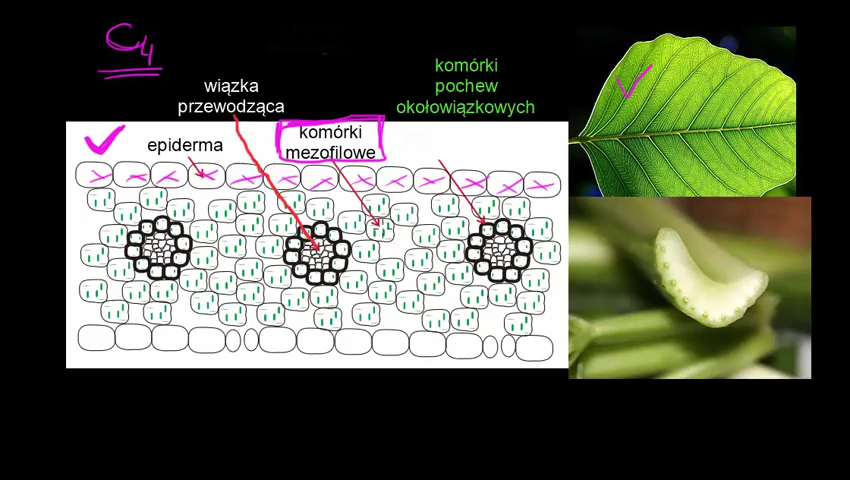 C4
wiązka
przewodząca
komórki
pochew
okołowiązkowych
epiderma
komórki
mezofilowe